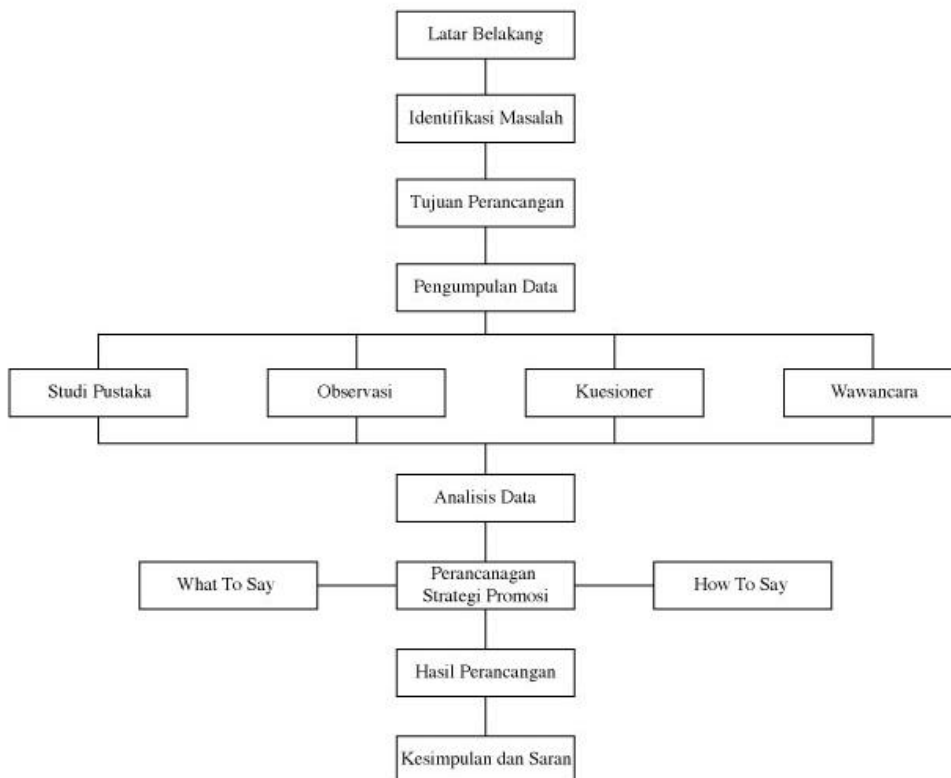 Latar Belakang
Identifikasi Masalah
Tujuan Perancangan
Pengumpulan Data
Studi Pustaka
Observasi
Kuesioner
Wawancara
Analisis Data
What To Say
Perancanagan
Strategi Promosi
How To Say
Hasil Perancangan
Kesimpulan dan Saran